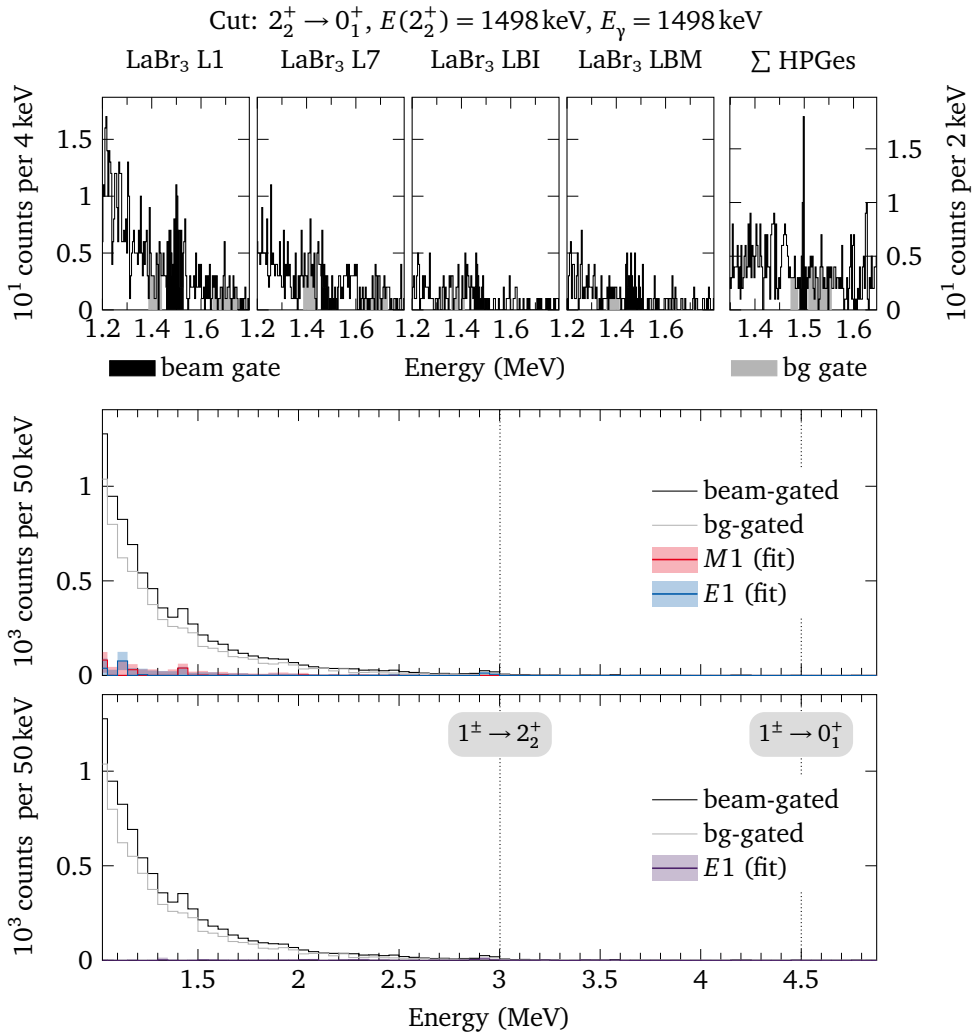 Cut: 2₂⁺ → 0₁⁺, E(2₂⁺) = 1498 keV, Eγ = 1498 keV
LaBr₃ L1 LaBr₃ L7 LaBr₃ LBI LaBr₃ LBM ∑ HPGes
10¹ counts per 4 keV
1.5
1
0.5
0
1.2 1.4 1.6 1.2 1.4 1.6 1.2 1.4 1.6 1.2 1.4 1.6 1.4 1.5 1.6
1.5
1
0.5
0
10¹ counts per 2 keV
beam gate Energy (MeV) bg gate
10³ counts per 50 keV
1
0.5
0
beam-gated
bg-gated
M1 (fit)
E1 (fit)
10³ counts per 50 keV
1
0.5
0
1± → 2₂⁺ 1± → 0₁⁺
beam-gated
bg-gated
E1 (fit)
1.5 2 2.5 3 3.5 4 4.5
Energy (MeV)